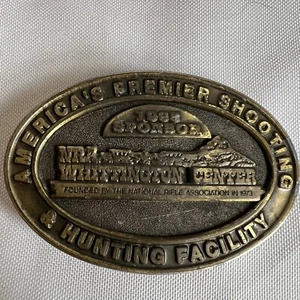 AMERICA'S PREMIER SHOOTING
1984
SPONSOR
NRA
WHITTINGTON CENTER
FOUNDED BY THE NATIONAL RIFLE ASSOCIATION IN 1973
& HUNTING FACILITY